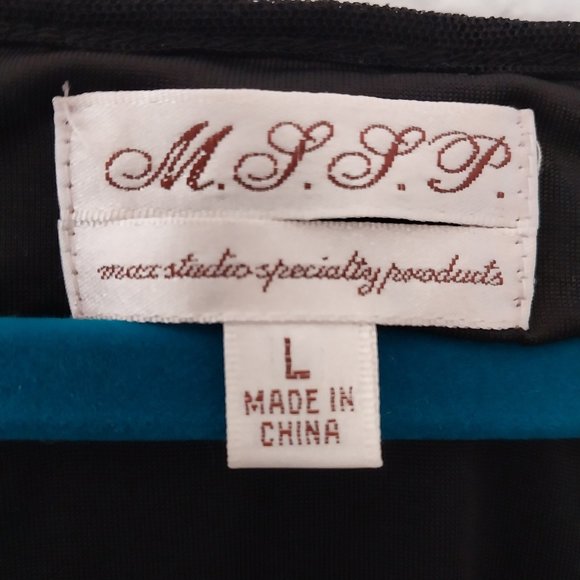 M.S.S.P.
max studio specialty products
L
MADE IN
CHINA